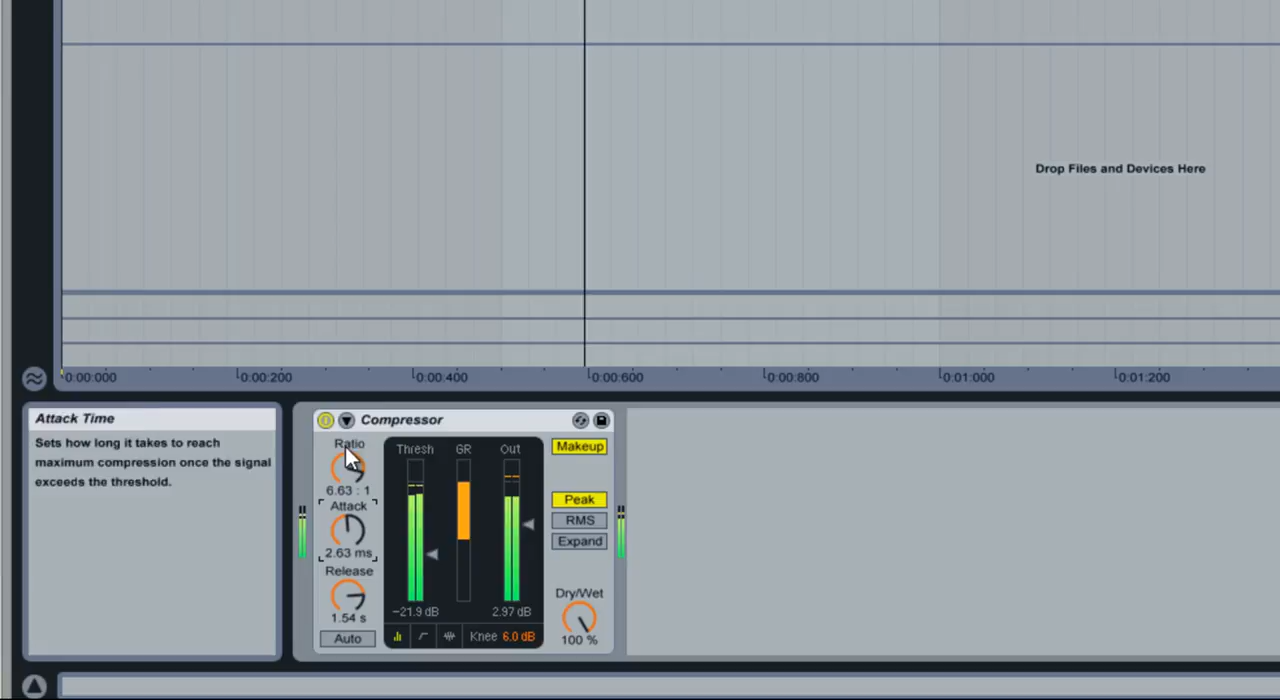 Drop Files and Devices Here
0:00:000 0:00:200 0:00:400 0:00:600 0:00:800 0:01:000 0:01:200
Attack Time
Sets how long it takes to reach
maximum compression once the signal
exceeds the threshold.
Compressor
Ratio
6.63 : 1
Attack
2.63 ms
Release
1.54 s
Auto
Thresh GR Out
-21.9 dB 2.97 dB
Knee 6.0 dB
Makeup
Peak
RMS
Expand
Dry/Wet
100 %